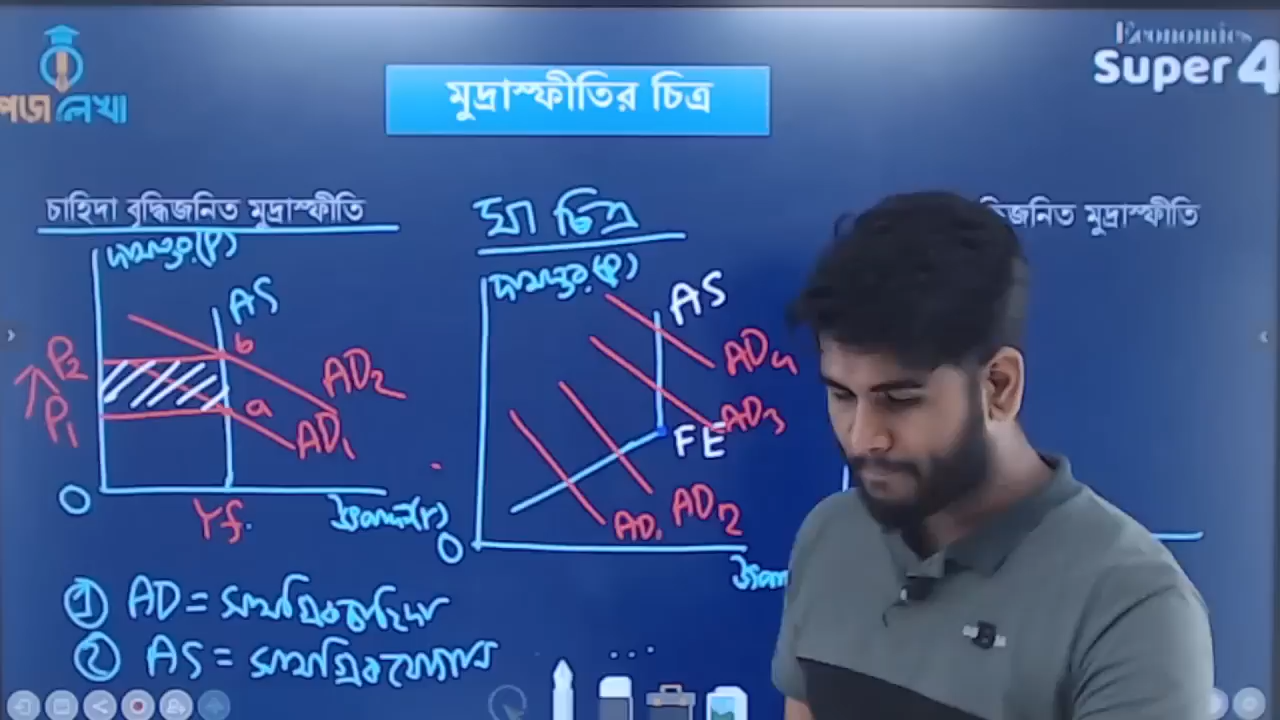 পড়ালেখা
Economics
Super 4
মুদ্রাস্ফীতির চিত্র
চাহিদা বৃদ্ধিজনিত মুদ্রাস্ফীতি
দামস্তর(P)
AS
b
P2
AD2
a
P1
AD1
O
Yf
উৎপাদন(Y)
চিত্র
দামস্তর(P)
AS
AD4
AD3
FE
AD2
AD1
O
জনিত মুদ্রাস্ফীতি
① AD = সামগ্রিক চাহিদা
② AS = সামগ্রিক যোগান